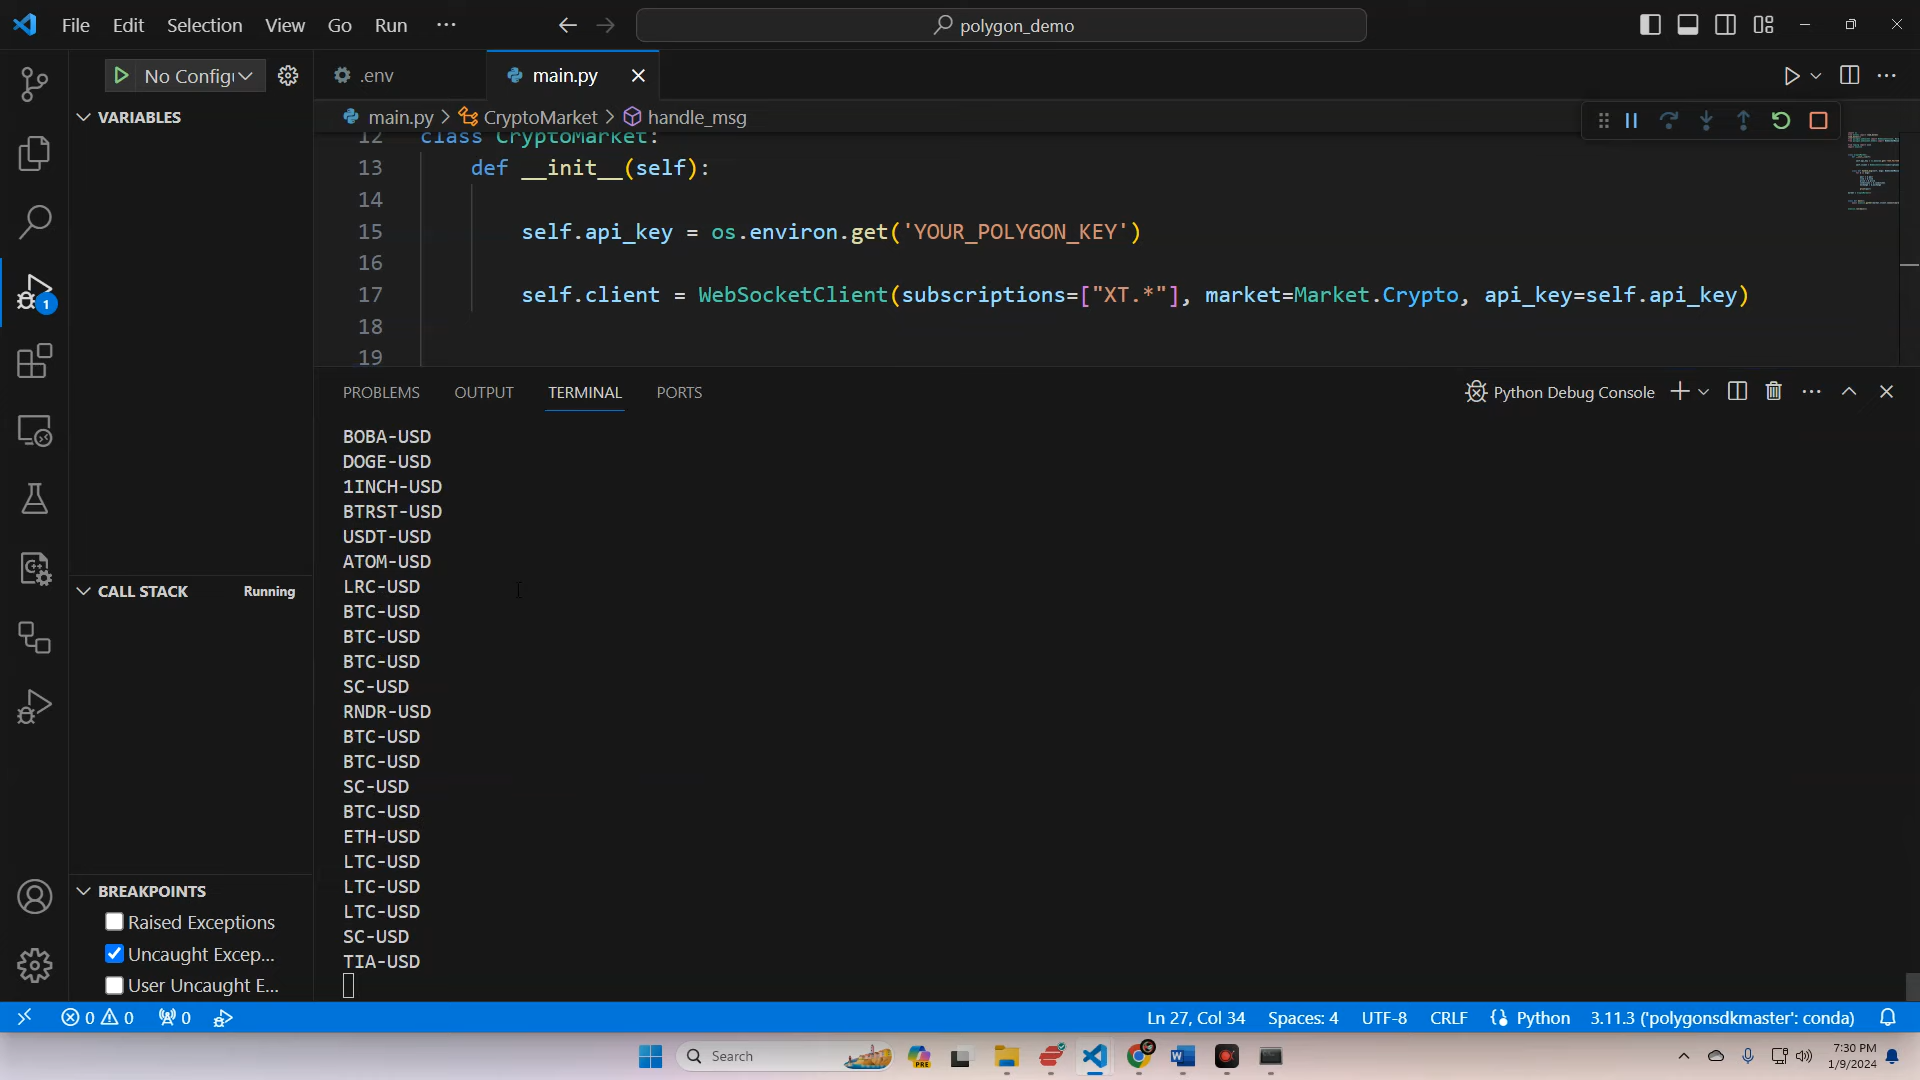 File Edit Selection View Go Run ···
polygon_demo
No Configu
.env
main.py
main.py > CryptoMarket > handle_msg
VARIABLES
12 class CryptoMarket:
13 def __init__(self):
14
15 self.api_key = os.environ.get('YOUR_POLYGON_KEY')
16
17 self.client = WebSocketClient(subscriptions=["XT.*"], market=Market.Crypto, api_key=self.api_key)
18
19
1
PROBLEMS OUTPUT TERMINAL PORTS
Python Debug Console
BOBA-USD
DOGE-USD
1INCH-USD
BTRST-USD
USDT-USD
ATOM-USD
LRC-USD
BTC-USD
BTC-USD
BTC-USD
SC-USD
RNDR-USD
BTC-USD
BTC-USD
SC-USD
BTC-USD
ETH-USD
LTC-USD
LTC-USD
LTC-USD
SC-USD
TIA-USD
CALL STACK Running
BREAKPOINTS
Raised Exceptions
Uncaught Excep...
User Uncaught E...
0 0 0
Ln 27, Col 34 Spaces: 4 UTF-8 CRLF Python 3.11.3 ('polygonsdkmaster': conda)
Search
PRE
7:30 PM
1/9/2024